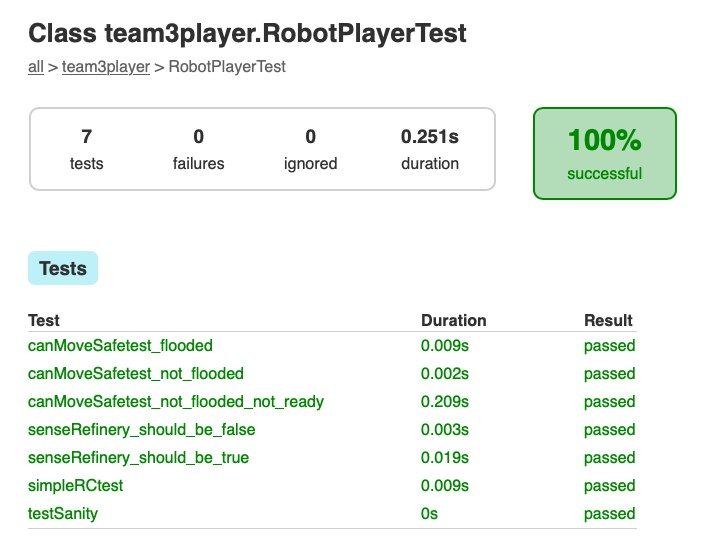 Class team3player.RobotPlayerTest
all > team3player > RobotPlayerTest
7 0 0 0.251s 100%
tests failures ignored duration successful
Tests
Test Duration Result
canMoveSafetest_flooded 0.009s passed
canMoveSafetest_not_flooded 0.002s passed
canMoveSafetest_not_flooded_not_ready 0.209s passed
senseRefinery_should_be_false 0.003s passed
senseRefinery_should_be_true 0.019s passed
simpleRCtest 0.009s passed
testSanity 0s passed